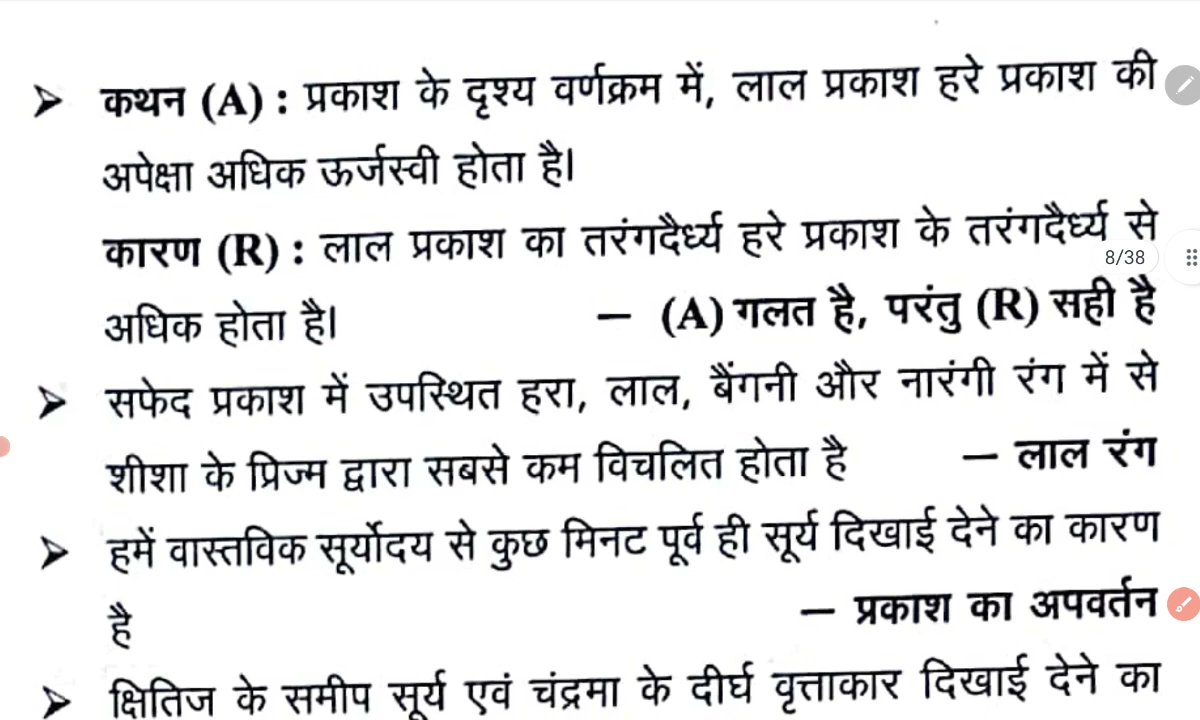 ➤ कथन (A) : प्रकाश के दृश्य वर्णक्रम में, लाल प्रकाश हरे प्रकाश की
अपेक्षा अधिक ऊर्जस्वी होता है।
कारण (R) : लाल प्रकाश का तरंगदैर्ध्य हरे प्रकाश के तरंगदैर्ध्य से
8/38
अधिक होता है। – (A) गलत है, परंतु (R) सही है
➤ सफेद प्रकाश में उपस्थित हरा, लाल, बैंगनी और नारंगी रंग में से
शीशा के प्रिज्म द्वारा सबसे कम विचलित होता है – लाल रंग
➤ हमें वास्तविक सूर्योदय से कुछ मिनट पूर्व ही सूर्य दिखाई देने का कारण
है – प्रकाश का अपवर्तन
➤ क्षितिज के समीप सूर्य एवं चंद्रमा के दीर्घ वृत्ताकार दिखाई देने का